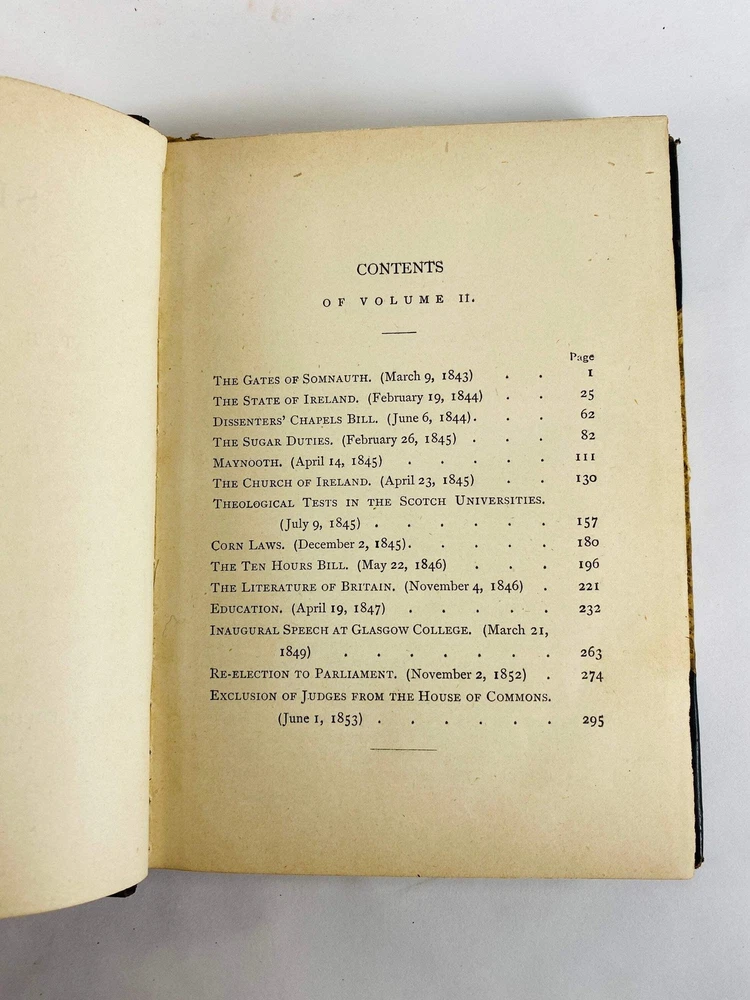 CONTENTS
OF VOLUME II.
Page
THE GATES OF SOMNAUTH. (March 9, 1843) . . 1
THE STATE OF IRELAND. (February 19, 1844) . . 25
DISSENTERS' CHAPELS BILL. (June 6, 1844) . . . 62
THE SUGAR DUTIES. (February 26, 1845) . . . 82
MAYNOOTH. (April 14, 1845) . . . . . 111
THE CHURCH OF IRELAND. (April 23, 1845) . . 130
THEOLOGICAL TESTS IN THE SCOTCH UNIVERSITIES.
(July 9, 1845) . . . . . . 157
CORN LAWS. (December 2, 1845) . . . . . 180
THE TEN HOURS BILL. (May 22, 1846) . . . 196
THE LITERATURE OF BRITAIN. (November 4, 1846) . 221
EDUCATION. (April 19, 1847) . . . . . 232
INAUGURAL SPEECH AT GLASGOW COLLEGE. (March 21,
1849) . . . . . . . 263
RE-ELECTION TO PARLIAMENT. (November 2, 1852) . 274
EXCLUSION OF JUDGES FROM THE HOUSE OF COMMONS.
(June 1, 1853) . . . . . . 295